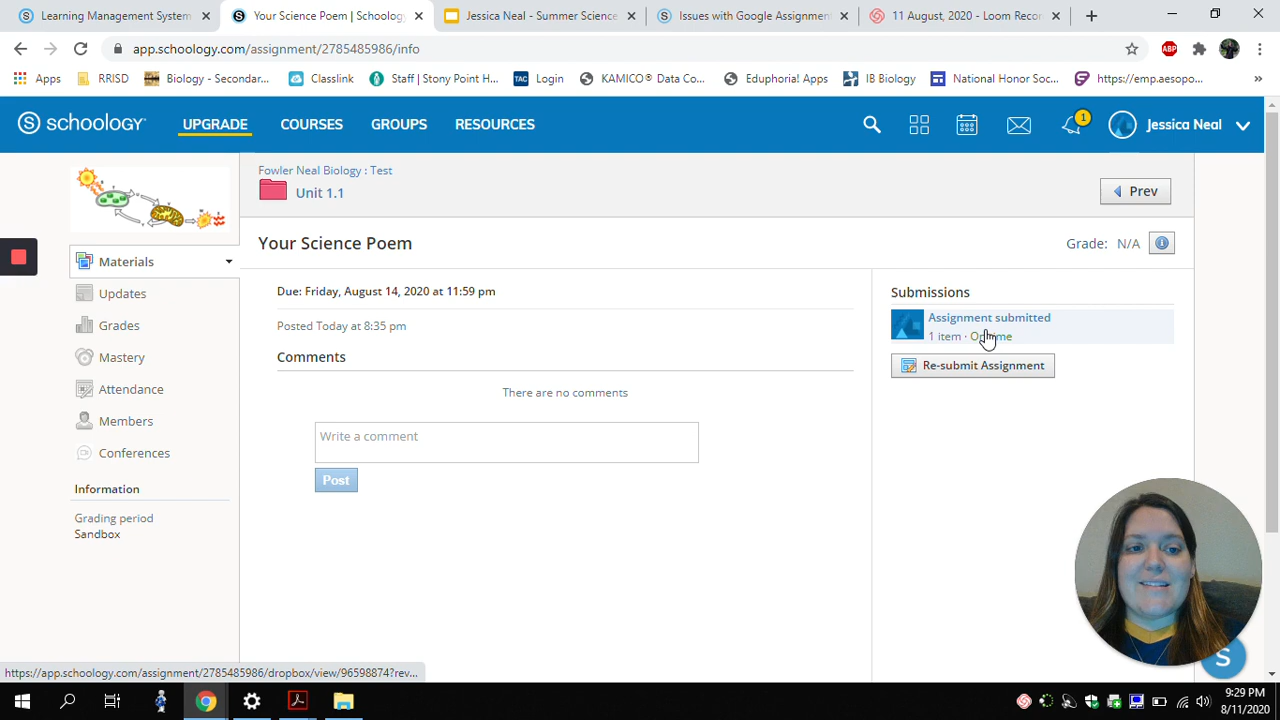 Learning Management System
Your Science Poem | Schoology
Jessica Neal - Summer Science
Issues with Google Assignment
11 August, 2020 - Loom Recor
app.schoology.com/assignment/2785485986/info
ABP
Apps
RRISD
Biology - Secondar...
Classlink
Staff | Stony Point H...
TAC
Login
KAMICO® Data Co...
Eduphoria! Apps
IB Biology
National Honor Soc...
https://emp.aesopo...
»
S schoology
UPGRADE
COURSES
GROUPS
RESOURCES
1
Jessica Neal
Fowler Neal Biology : Test
Unit 1.1
Prev
Your Science Poem
Grade: N/A
Materials
Updates
Grades
Mastery
Attendance
Members
Conferences
Information
Grading period
Sandbox
Due: Friday, August 14, 2020 at 11:59 pm
Posted Today at 8:35 pm
Comments
There are no comments
Write a comment
Post
Submissions
Assignment submitted
1 item ·
Re-submit Assignment
S
https://app.schoology.com/assignment/2785485986/dropbox/view/96598874?rev...
9:29 PM
8/11/2020